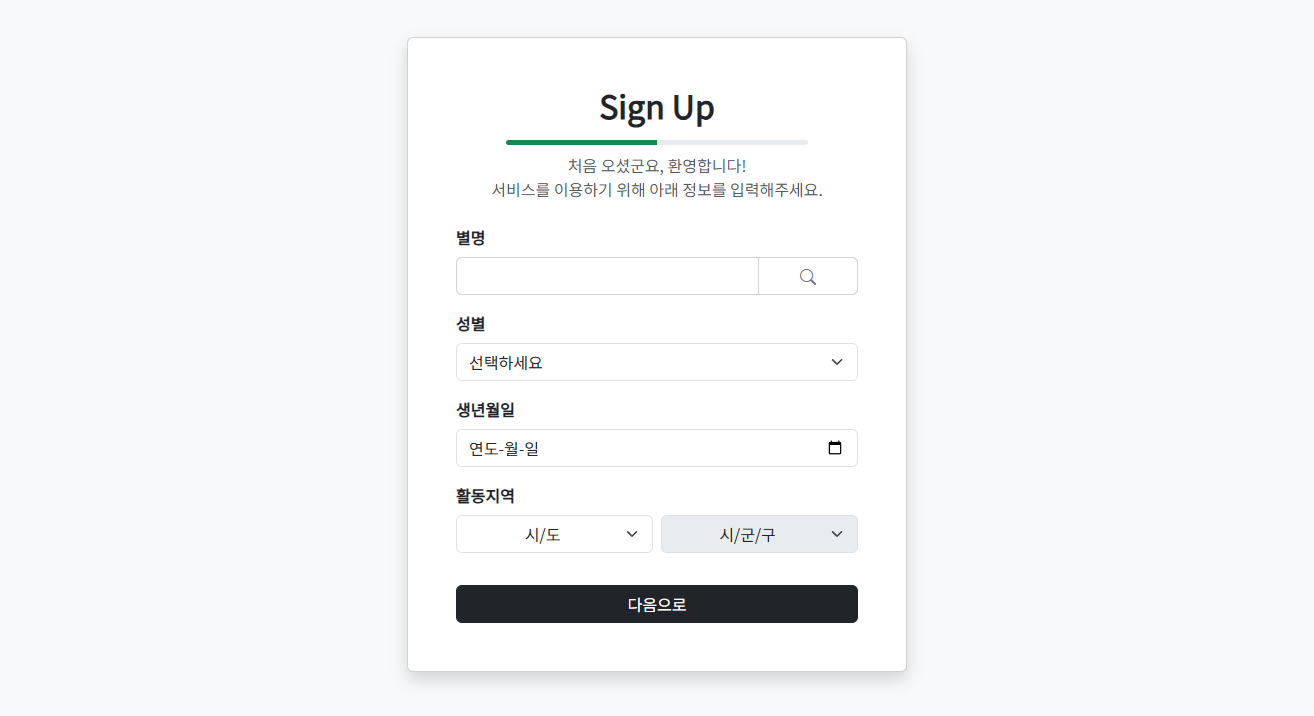 Sign Up
처음 오셨군요, 환영합니다!
서비스를 이용하기 위해 아래 정보를 입력해주세요.
별명
성별
선택하세요
생년월일
연도-월-일
활동지역
시/도
시/군/구
다음으로